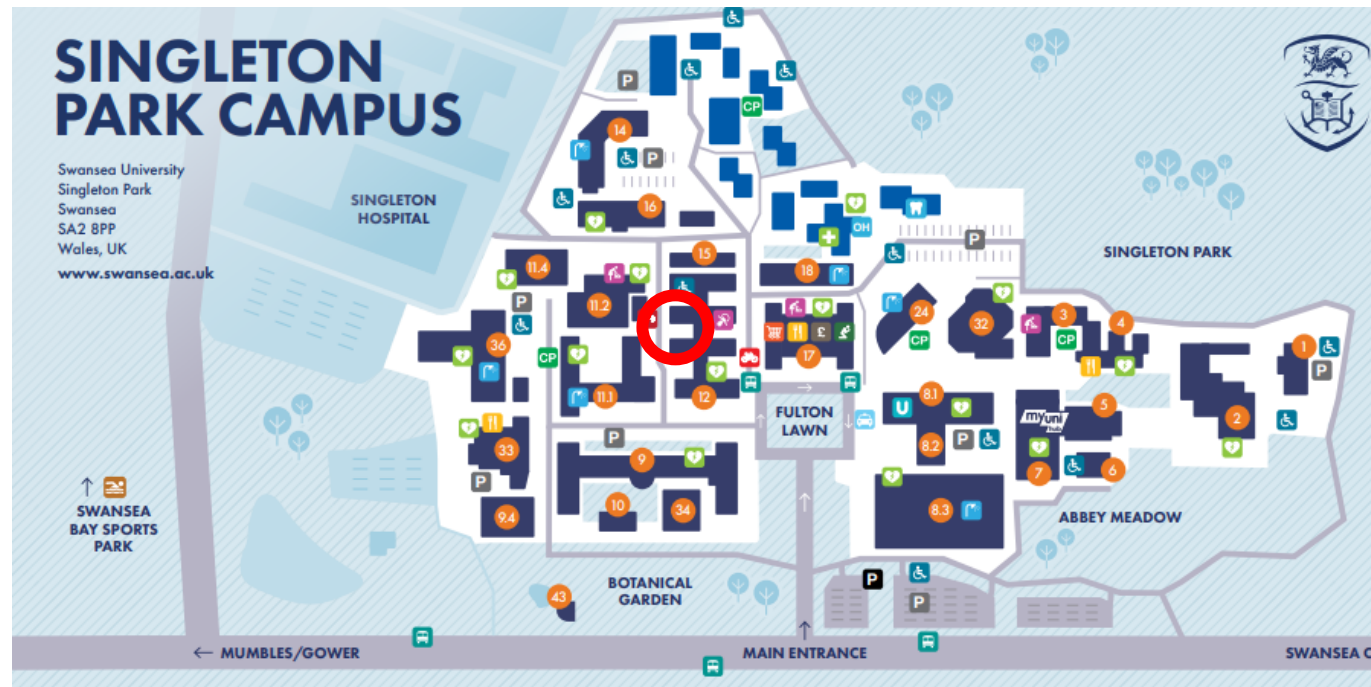 SINGLETON
PARK CAMPUS
Swansea University
Singleton Park
Swansea
SA2 8PP
Wales, UK
www.swansea.ac.uk
SINGLETON
HOSPITAL
P
CP
14
P
16
15
OH
18
P
SINGLETON PARK
11.4
P
11.2
36
CP
11.1
12
£
17
24
CP
32
3
CP
4
1
P
2
FULTON
LAWN
U
8.1
8.2
P
myuni
hub
5
7
6
33
P
P
9
10
34
9.4
8.3
SWANSEA
BAY SPORTS
PARK
ABBEY MEADOW
43
BOTANICAL
GARDEN
P
P
← MUMBLES/GOWER
MAIN ENTRANCE
SWANSEA C